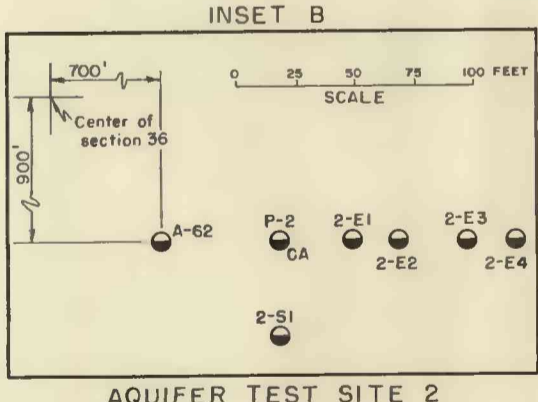 INSET B
700'
0 25 50 75 100 FEET
SCALE
Center of
section 36
900'
A-62
P-2
CA
2-E1
2-E2
2-E3
2-E4
2-S1
AQUIFER TEST SITE 2